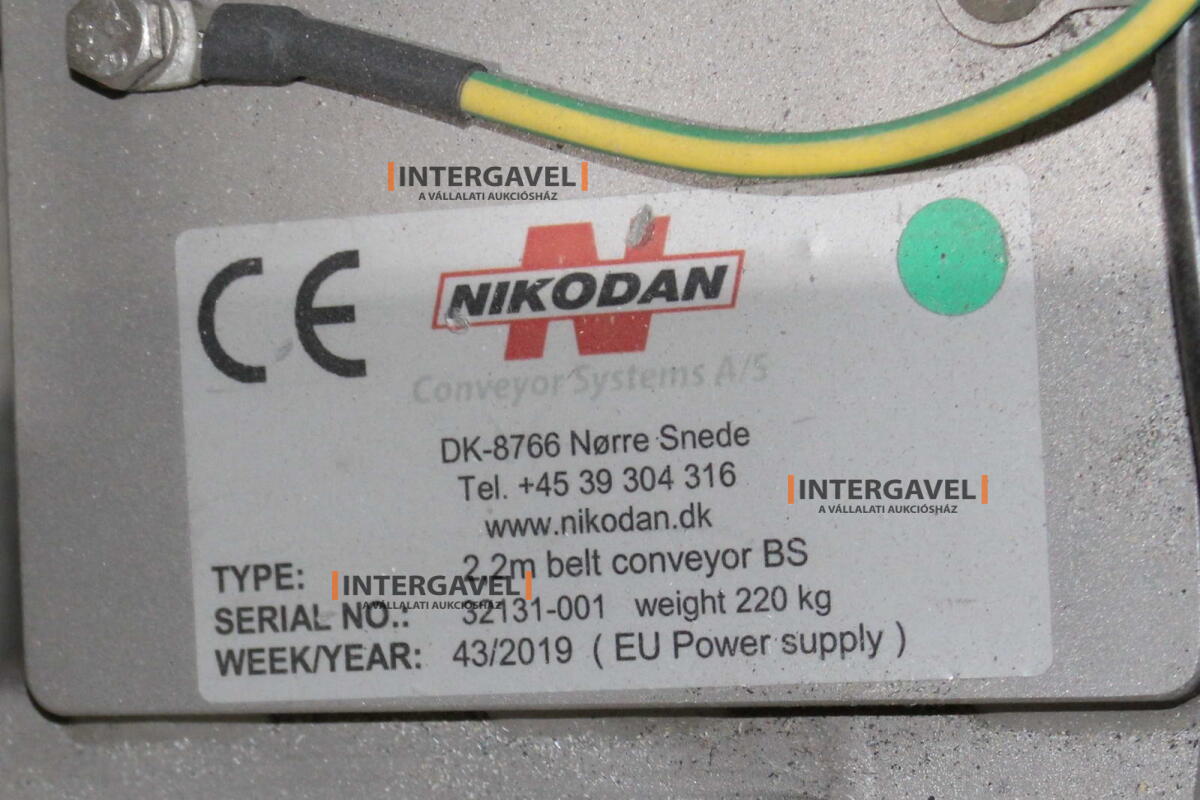 INTERGAVEL
A VÁLLALATI AUKCIÓSHÁZ
CE
NIKODAN
Conveyor Systems A/S
DK-8766 Nørre Snede
Tel. +45 39 304 316
www.nikodan.dk
INTERGAVEL
A VÁLLALATI AUKCIÓSHÁZ
TYPE: 2,2m belt conveyor BS
INTERGAVEL
A VÁLLALATI AUKCIÓSHÁZ
SERIAL NO.: 32131-001 weight 220 kg
WEEK/YEAR: 43/2019 ( EU Power supply )